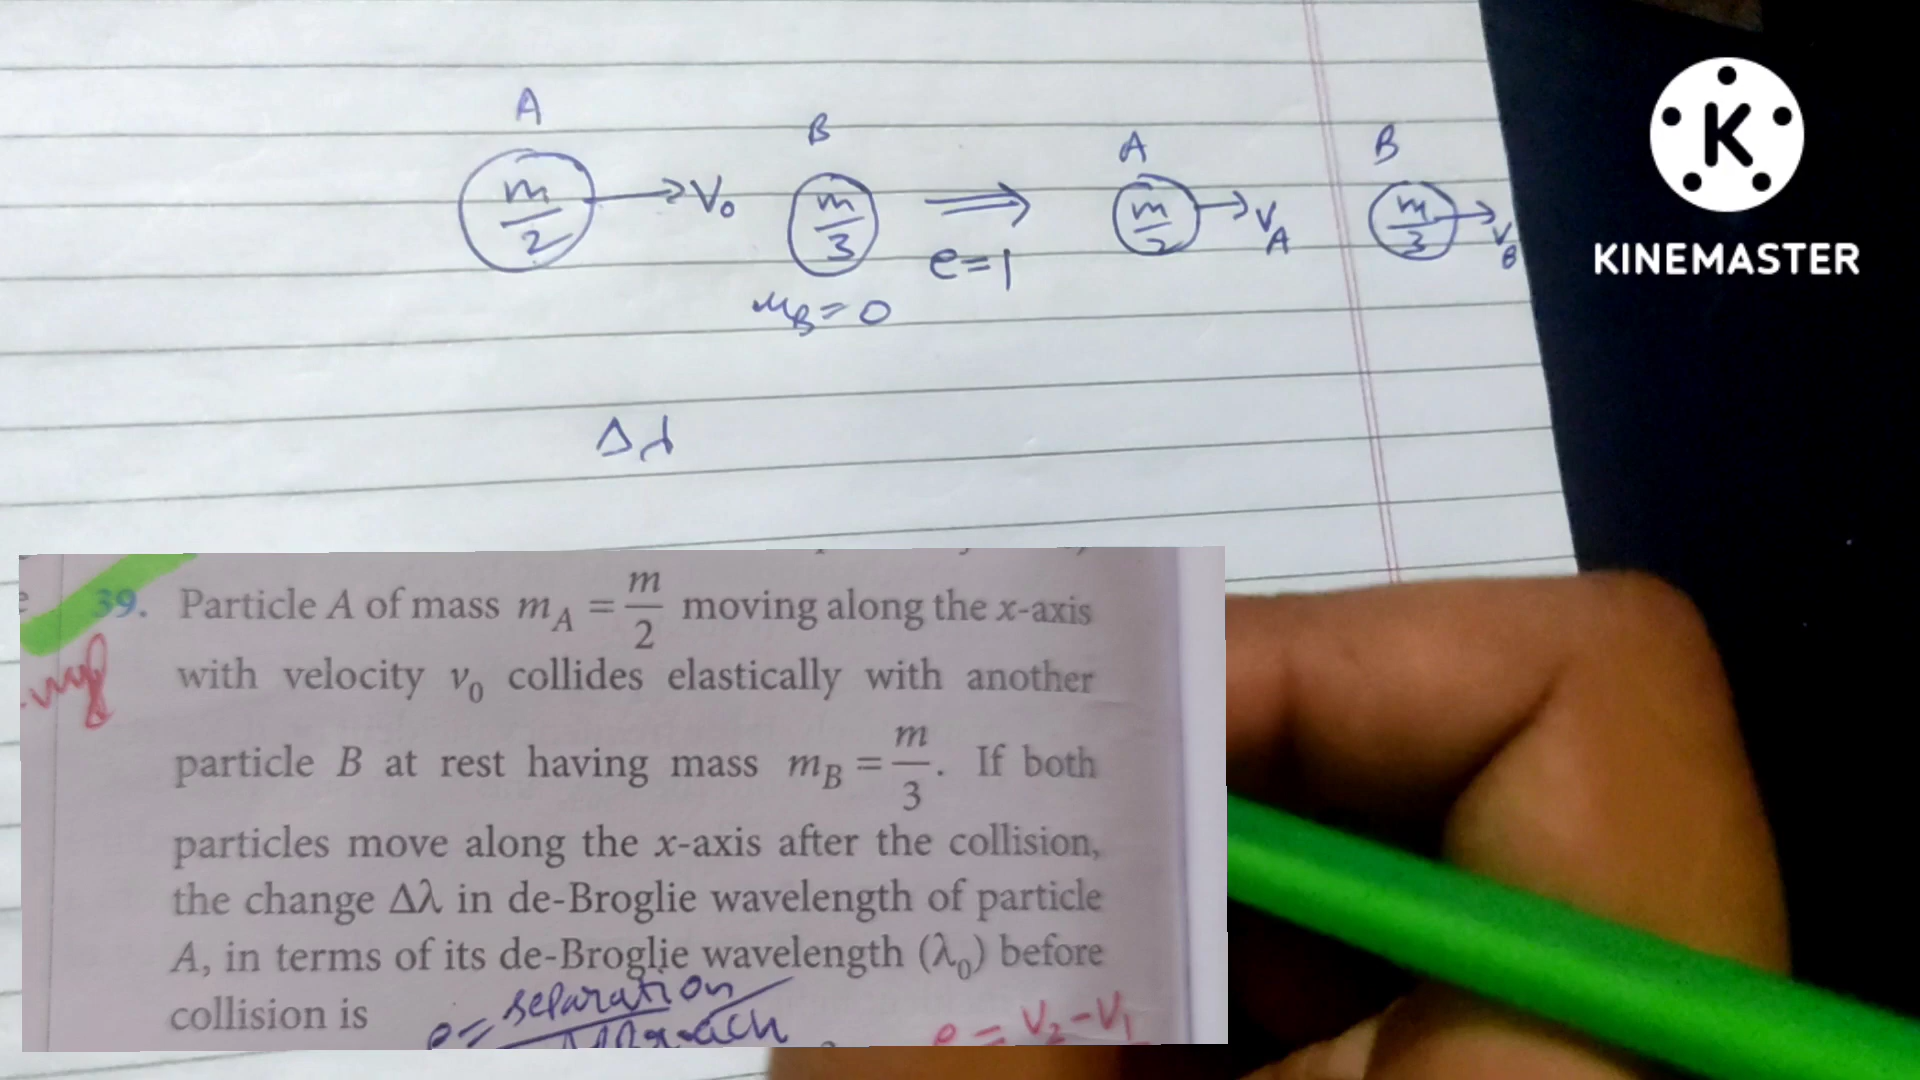 A B A B
m/2 →V₀ m/3 ⇒ m/2 →V_A m/3 →V_B
e=1
u_B=0
Δλ
K
KINEMASTER
39. Particle A of mass m_A = m/2 moving along the x-axis
with velocity v₀ collides elastically with another
particle B at rest having mass m_B = m/3. If both
particles move along the x-axis after the collision,
the change Δλ in de-Broglie wavelength of particle
A, in terms of its de-Broglie wavelength (λ₀) before
collision is
e = separation
e = V₂-V₁